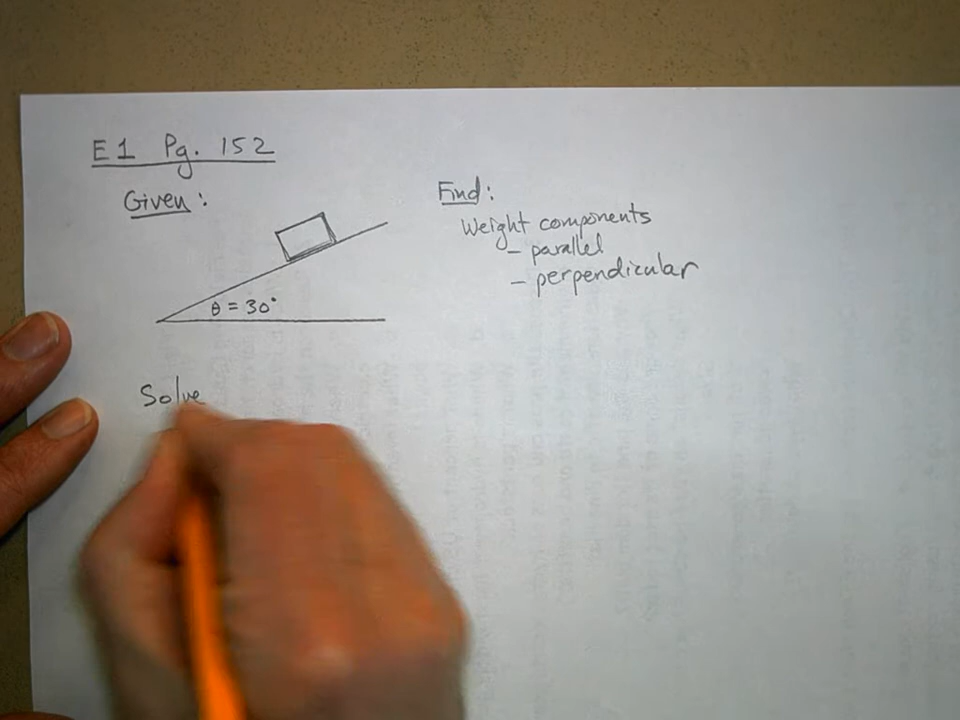 E1 Pg. 152
Given:
θ = 30°
Find:
Weight components
- parallel
- perpendicular
Solve